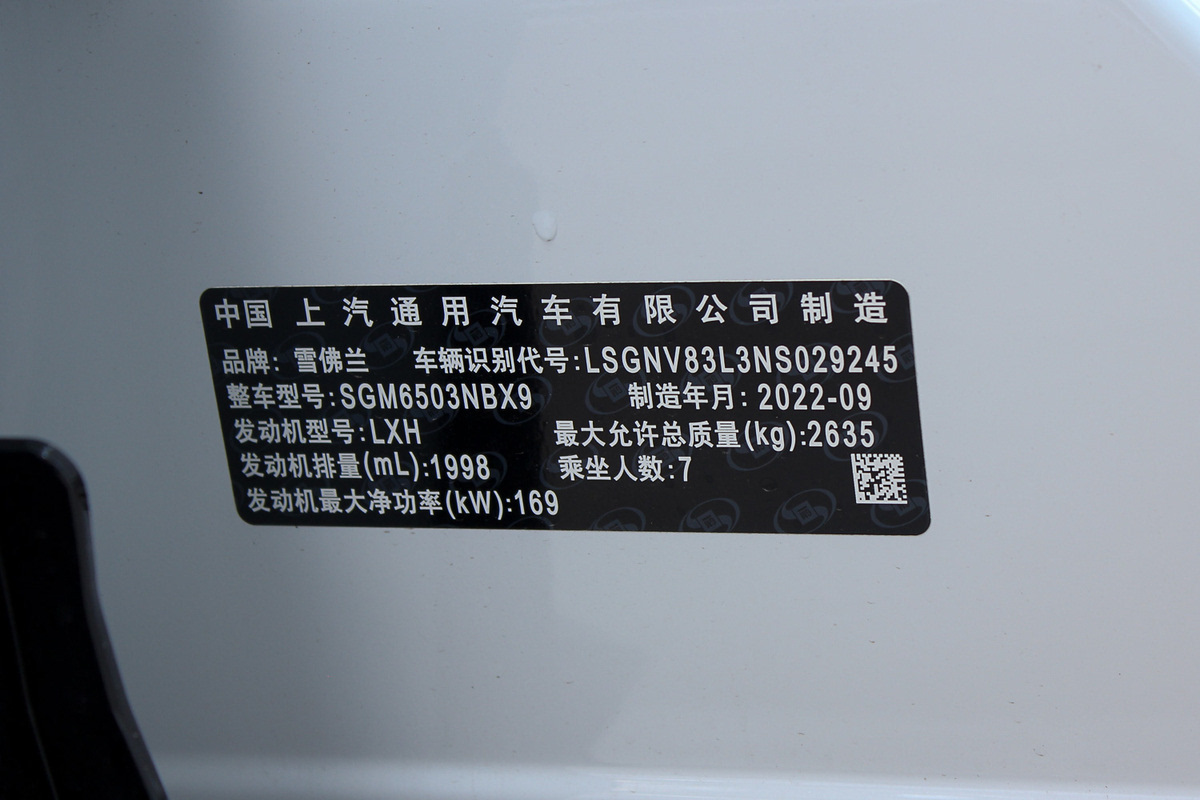 中国 上汽通用汽车有限公司制造
品牌: 雪佛兰 车辆识别代号:LSGNV83L3NS029245
整车型号:SGM6503NBX9 制造年月: 2022-09
发动机型号:LXH 最大允许总质量(kg):2635
发动机排量(mL):1998 乘坐人数:7
发动机最大净功率(kW):169